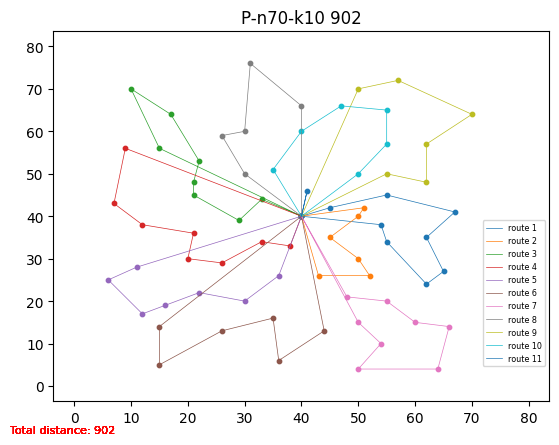 P-n70-k10 902
80
70
60
50
40
30
20
10
0
route 1
route 2
route 3
route 4
route 5
route 6
route 7
route 8
route 9
route 10
route 11
0 10 20 30 40 50 60 70 80
Total distance: 902